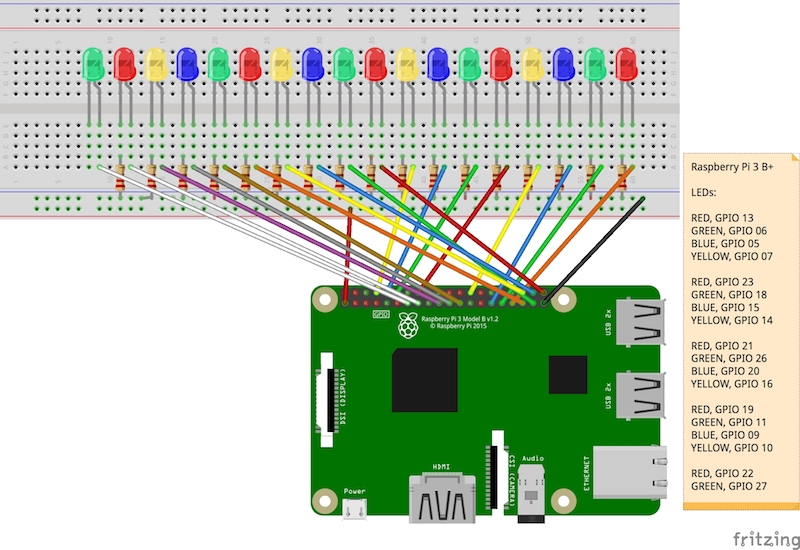 Raspberry Pi 3 B+
LEDs:
RED, GPIO 13
GREEN, GPIO 06
BLUE, GPIO 05
YELLOW, GPIO 07
RED, GPIO 23
GREEN, GPIO 18
BLUE, GPIO 15
YELLOW, GPIO 14
RED, GPIO 21
GREEN, GPIO 26
BLUE, GPIO 20
YELLOW, GPIO 16
RED, GPIO 19
GREEN, GPIO 11
BLUE, GPIO 09
YELLOW, GPIO 10
RED, GPIO 22
GREEN, GPIO 27
GPIO
Raspberry Pi 3 Model B v1.2
© Raspberry Pi 2015
DSI (DISPLAY)
USB 2x
USB 2x
ETHERNET
CSI (CAMERA)
Audio
HDMI
Power
fritzing